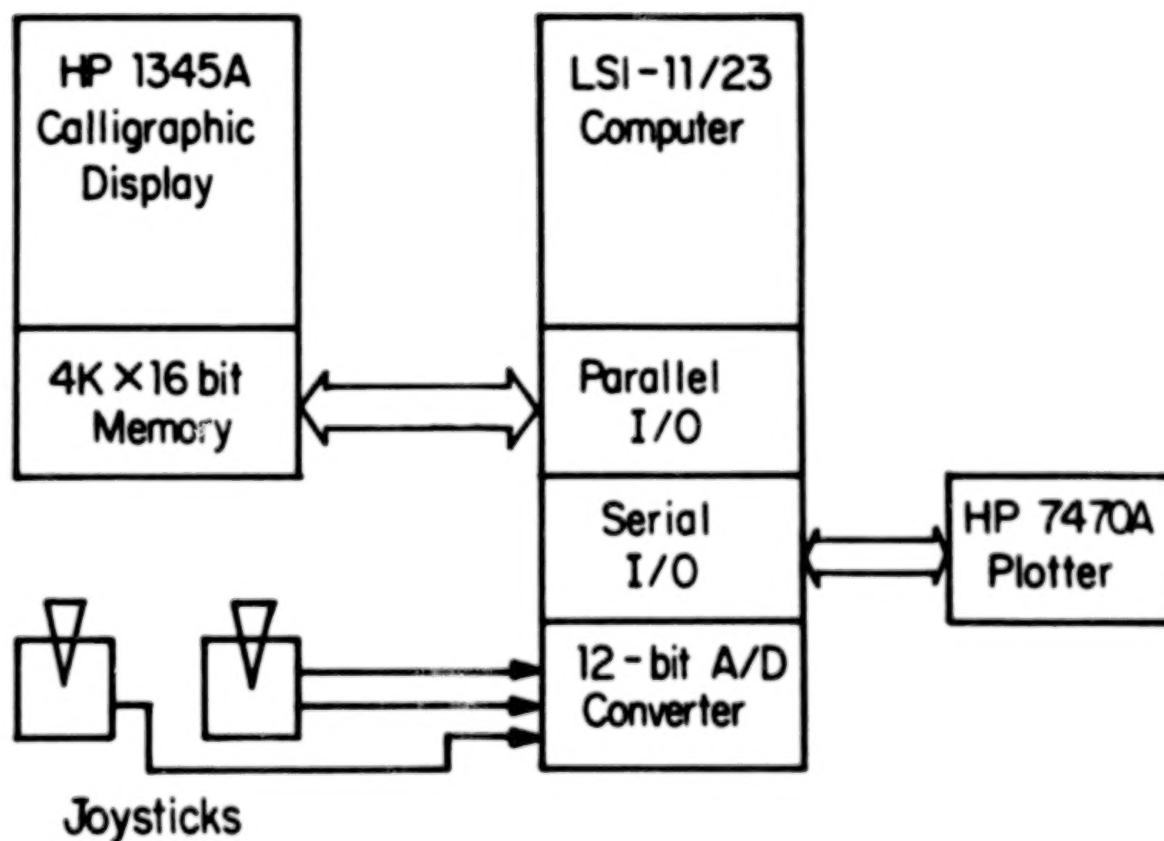 HP 1345A
Calligraphic
Display
4K × 16 bit
Memory
LSI-11/23
Computer
Parallel
I/O
Serial
I/O
12-bit A/D
Converter
HP 7470A
Plotter
Joysticks